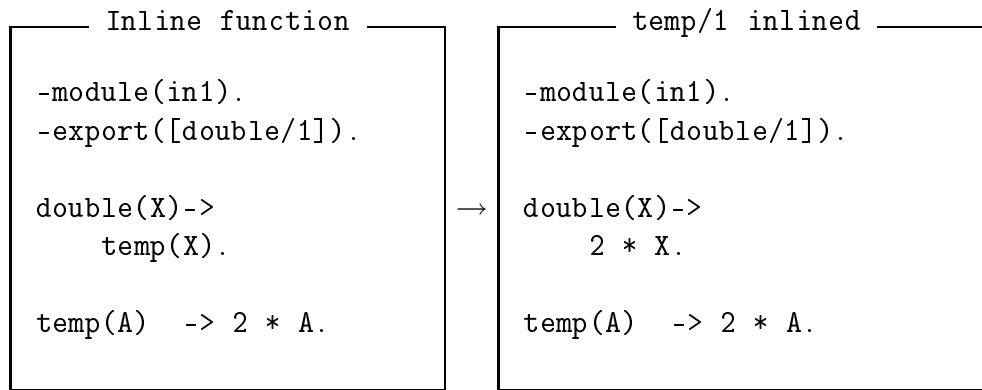 Inline function
-module(in1).
-export([double/1]).
double(X)->
    temp(X).
temp(A)  -> 2 * A.
→
temp/1 inlined
-module(in1).
-export([double/1]).
double(X)->
    2 * X.
temp(A)  -> 2 * A.